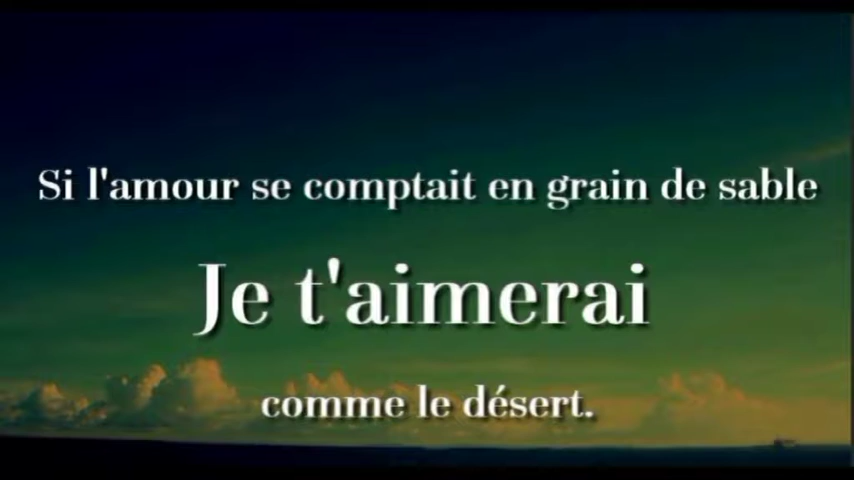 Si l'amour se comptait en grain de sable
Je t'aimerai
comme le désert.